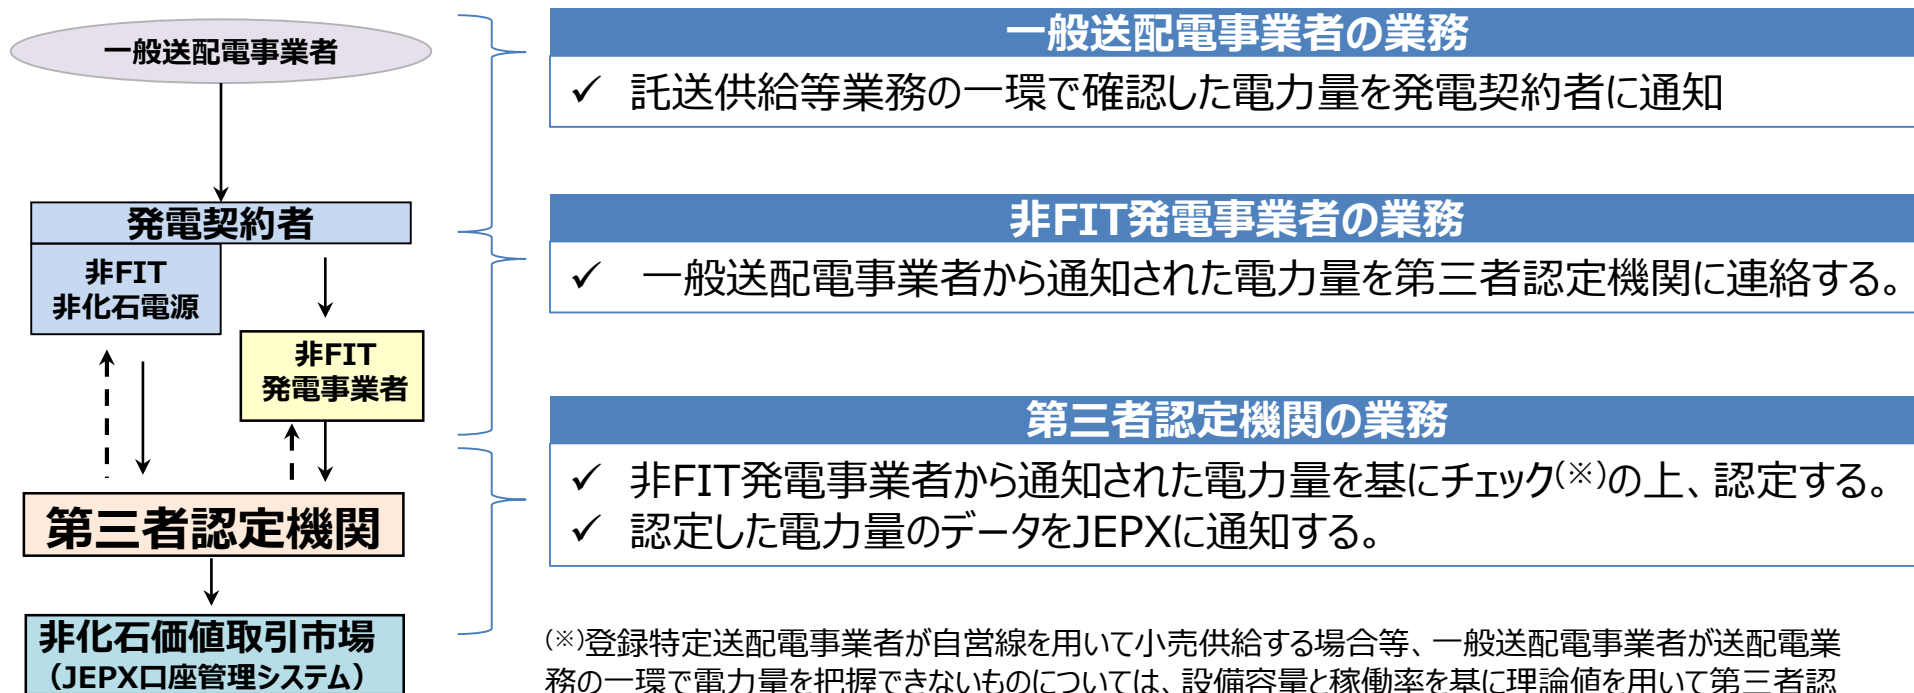 一般送配電事業者
発電契約者
非FIT
非化石電源
非FIT
発電事業者
第三者認定機関
非化石価値取引市場
（JEPX口座管理システム）
一般送配電事業者の業務
✓ 託送供給等業務の一環で確認した電力量を発電契約者に通知
非FIT発電事業者の業務
✓ 一般送配電事業者から通知された電力量を第三者認定機関に連絡する。
第三者認定機関の業務
✓ 非FIT発電事業者から通知された電力量を基にチェック(※)の上、認定する。
✓ 認定した電力量のデータをJEPXに通知する。
(※)登録特定送配電事業者が自営線を用いて小売供給する場合等、一般送配電事業者が送配電業
務の一環で電力量を把握できないものについては、設備容量と稼働率を基に理論値を用いて第三者認